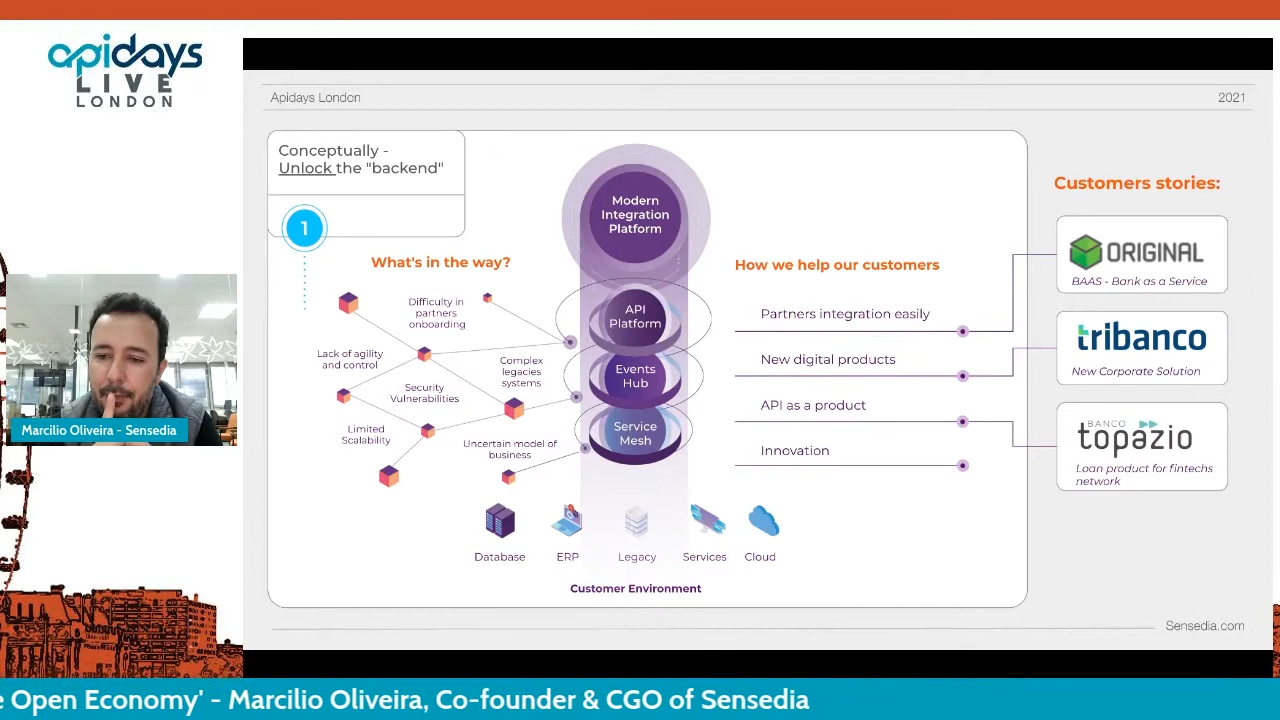 apidays
LIVE
LONDON
Apidays London
2021
Conceptually -
Unlock the "backend"
1
What's in the way?
Difficulty in
partners
onboarding
Lack of agility
and control
Complex
legacies
systems
Security
Vulnerabilities
Limited
Scalability
Uncertain model of
business
Modern
Integration
Platform
API
Platform
Events
Hub
Service
Mesh
Database
ERP
Legacy
Services
Cloud
Customer Environment
How we help our customers
Partners integration easily
New digital products
API as a product
Innovation
Customers stories:
ORIGINAL
BAAS - Bank as a Service
tribanco
New Corporate Solution
BANCO
topazio
Loan product for fintechs
network
Sensedia.com
Marcilio Oliveira - Sensedia
e Open Economy' - Marcilio Oliveira, Co-founder & CGO of Sensedia